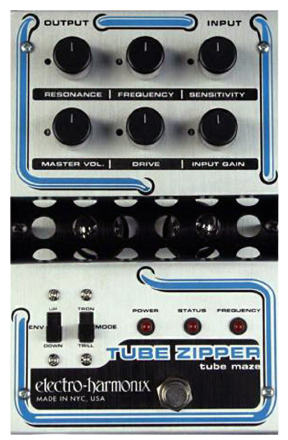 OUTPUT INPUT
RESONANCE FREQUENCY SENSITIVITY
MASTER VOL. DRIVE INPUT GAIN
UP TRON POWER STATUS FREQUENCY
ENV MODE
DOWN TRILL
TUBE ZIPPER
tube maze
electro-harmonix
MADE IN NYC, USA